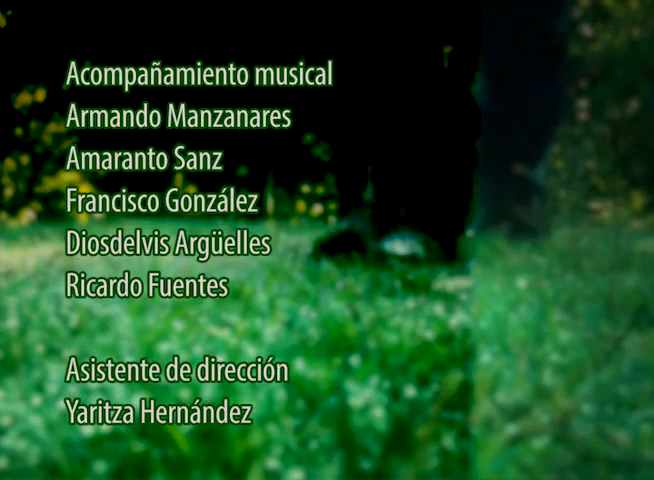 Acompañamiento musical
Armando Manzanares
Amaranto Sanz
Francisco González
Diosdelvis Argüelles
Ricardo Fuentes
Asistente de dirección
Yaritza Hernández